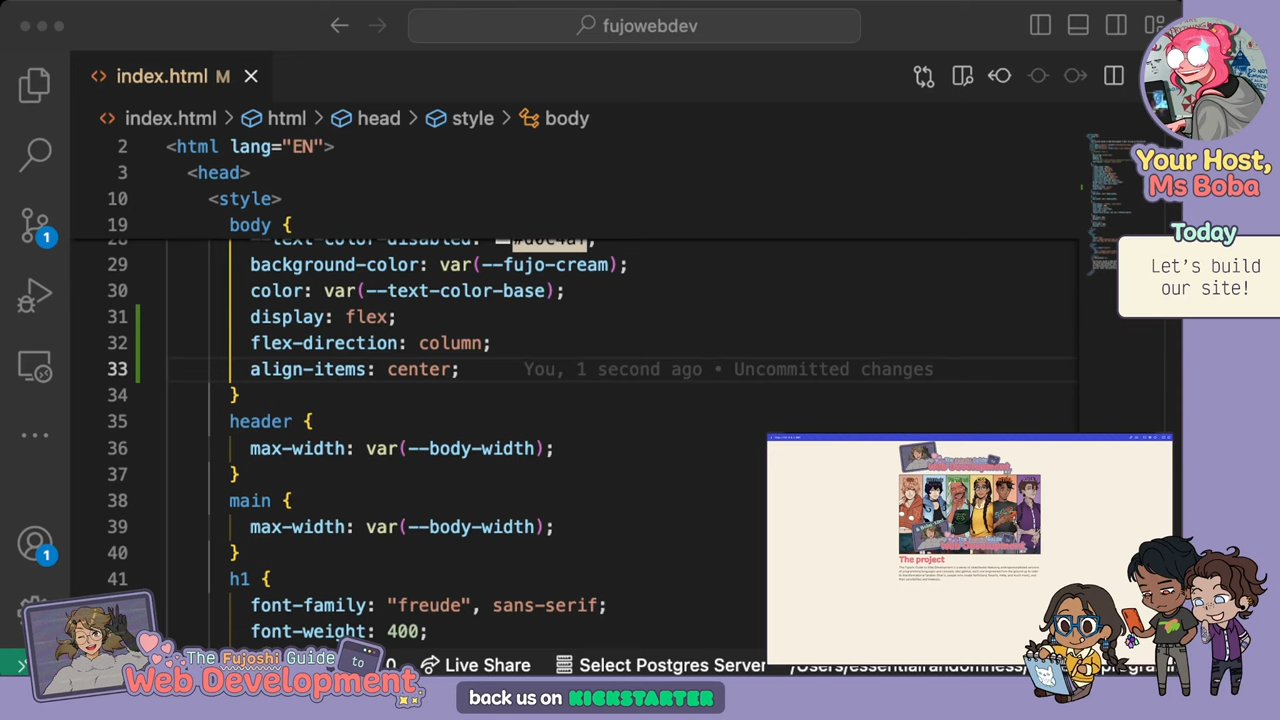 fujowebdev
index.html M
index.html > html > head > style > body
2 <html lang="EN">
3 <head>
10 <style>
19 body {
29 background-color: var(--fujo-cream);
30 color: var(--text-color-base);
31 display: flex;
32 flex-direction: column;
33 align-items: center; You, 1 second ago • Uncommitted changes
34 }
35 header {
36 max-width: var(--body-width);
37 }
38 main {
39 max-width: var(--body-width);
40 }
41 h1 {
font-family: "freude", sans-serif;
font-weight: 400;
1
1
Live Share
Select Postgres Server
Your Host,
Ms Boba
Today
Let's build
our site!
Web Development
The project
The Fujoshi Guide
to
Web Development
back us on KICKSTARTER